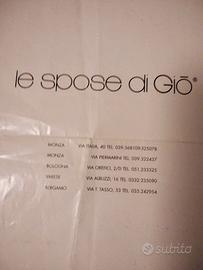 le spose di Giò®
MONZA VIA ITALIA, 40 TEL. 039.368109-325078
MONZA VIA PIERMARINI TEL. 039.322437
BOLOGNA VIA OREFICI, 2/D TEL. 051.233325
VARESE VIA ALBUZZI, 16 TEL. 0332.235090
BERGAMO VIA T. TASSO, 53 TEL. 035.242954
subito